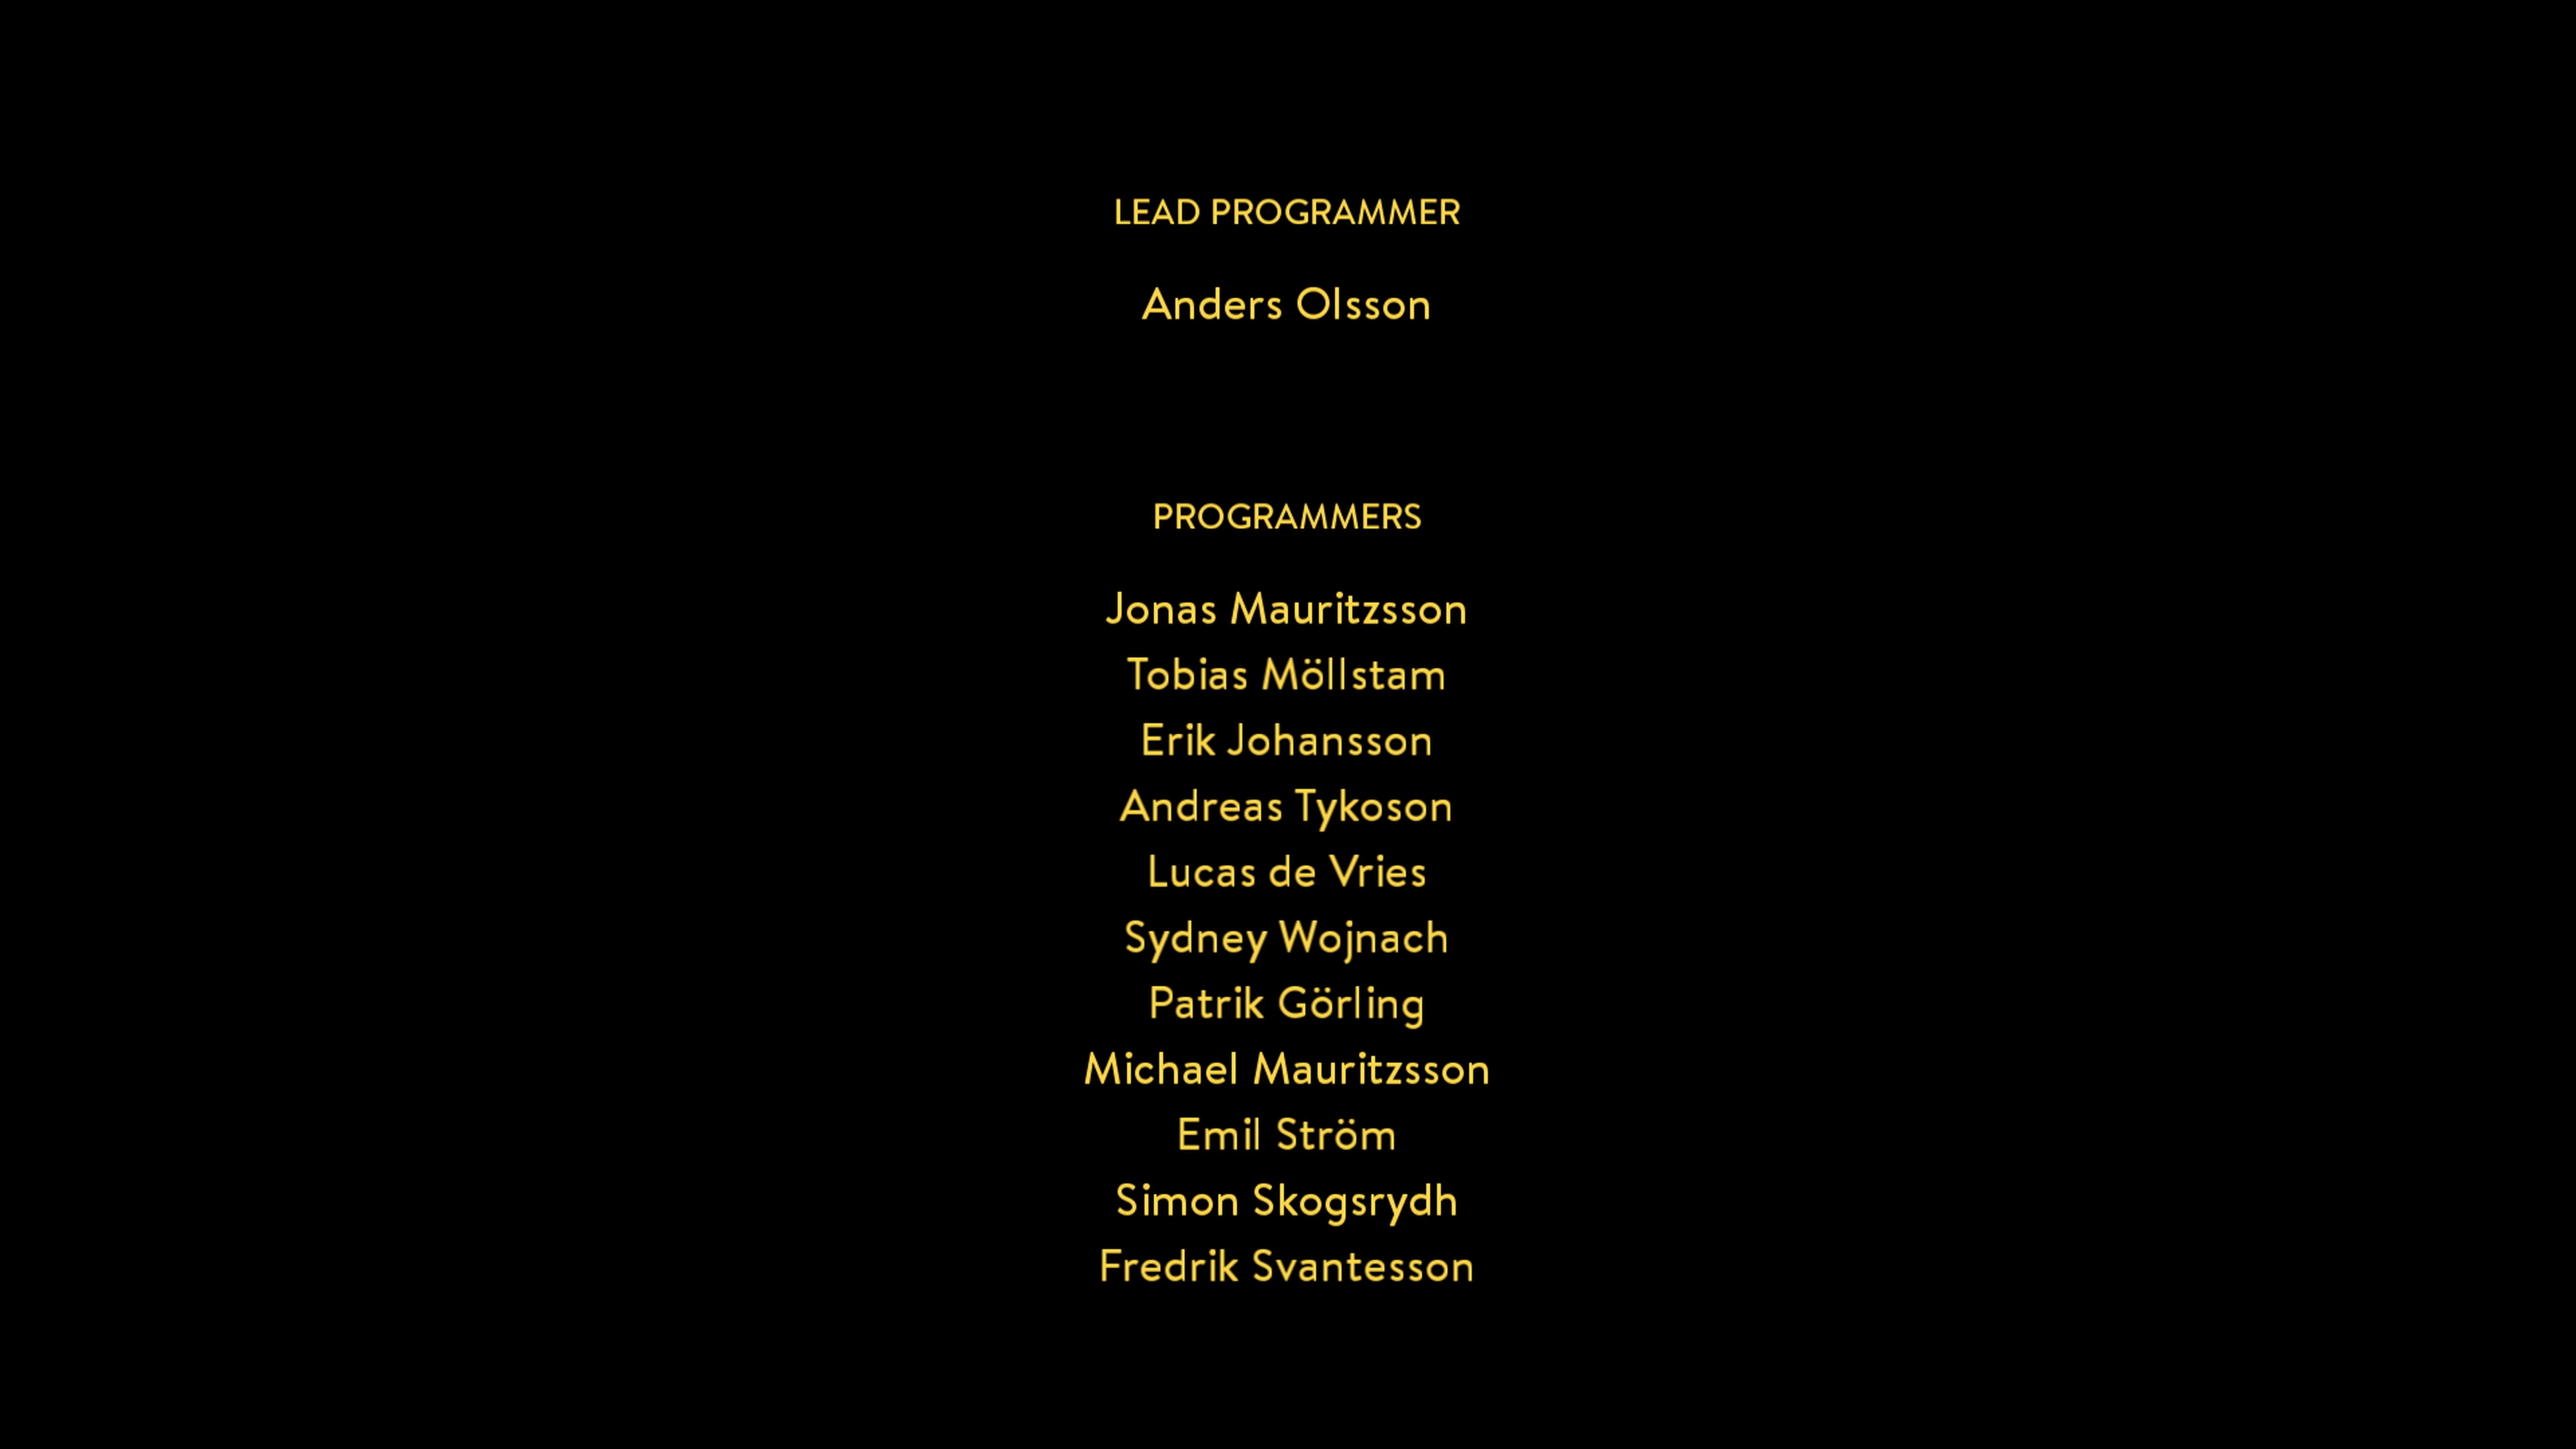 LEAD PROGRAMMER
Anders Olsson
PROGRAMMERS
Jonas Mauritzsson
Tobias Möllstam
Erik Johansson
Andreas Tykoson
Lucas de Vries
Sydney Wojnach
Patrik Görling
Michael Mauritzsson
Emil Ström
Simon Skogsrydh
Fredrik Svantesson